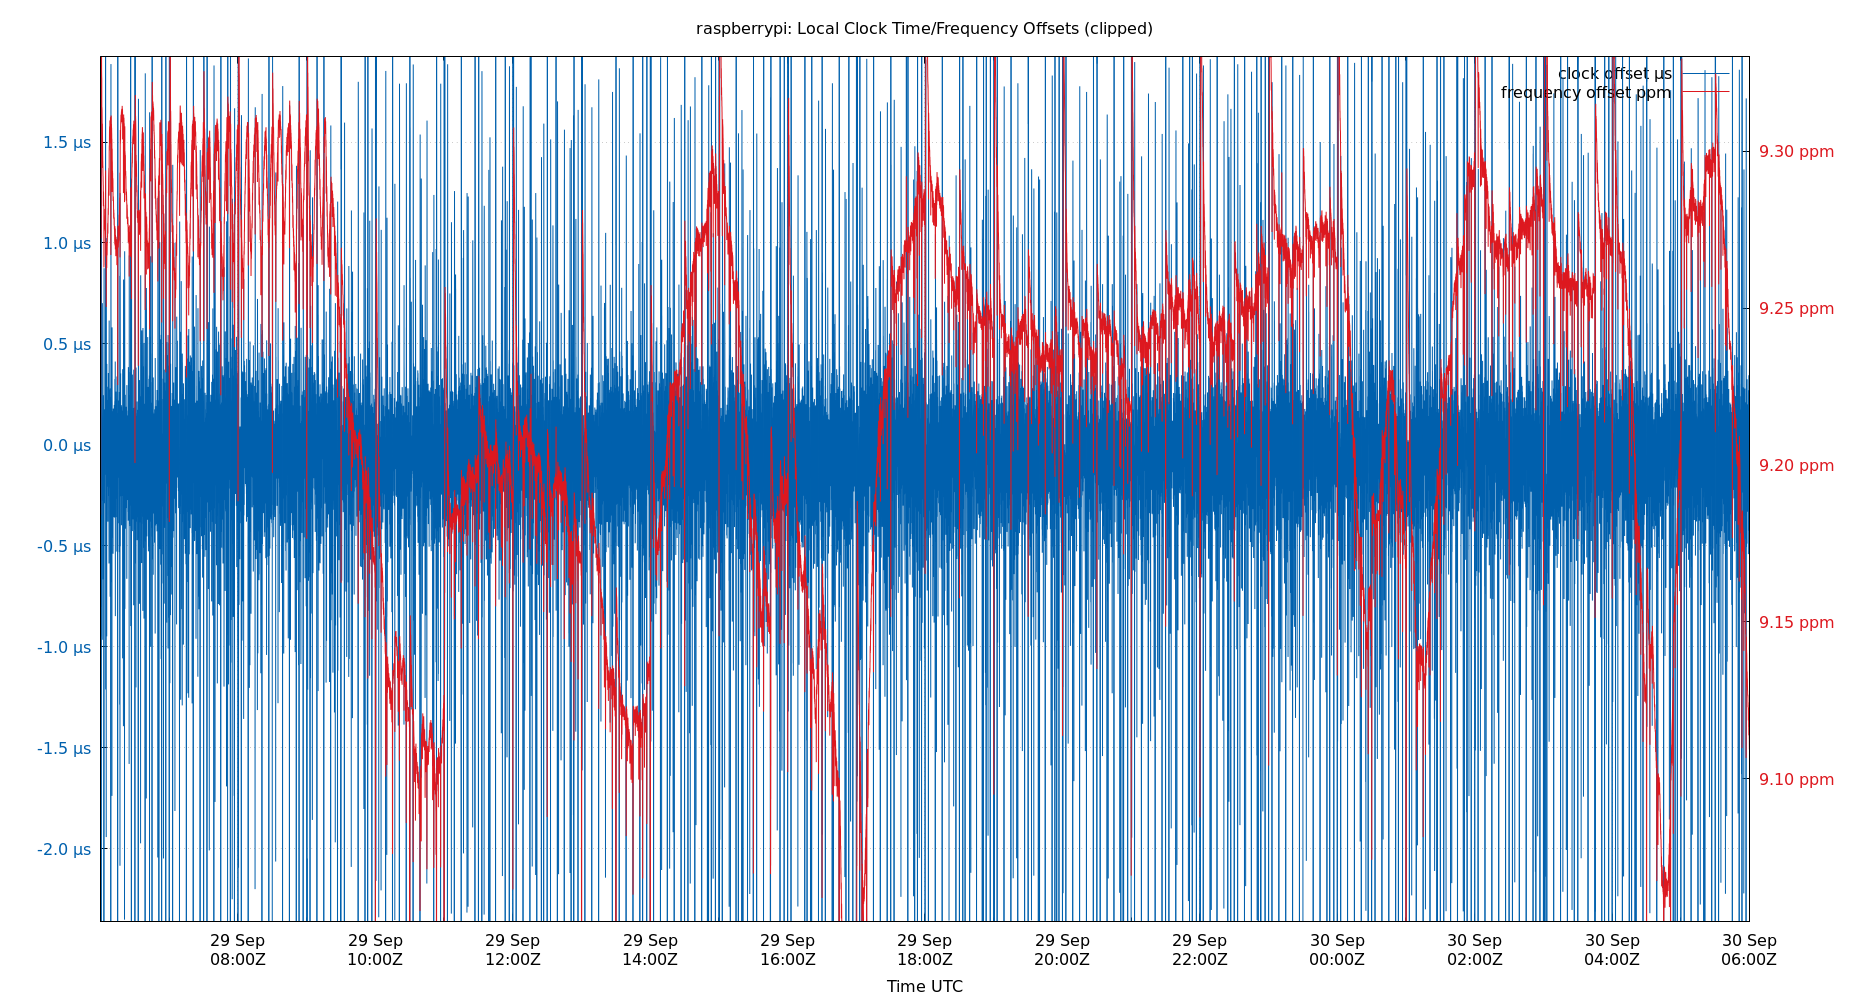 raspberrypi: Local Clock Time/Frequency Offsets (clipped)
clock offset µs
frequency offset ppm
1.5 µs
1.0 µs
0.5 µs
0.0 µs
-0.5 µs
-1.0 µs
-1.5 µs
-2.0 µs
9.30 ppm
9.25 ppm
9.20 ppm
9.15 ppm
9.10 ppm
29 Sep
08:00Z
29 Sep
10:00Z
29 Sep
12:00Z
29 Sep
14:00Z
29 Sep
16:00Z
29 Sep
18:00Z
29 Sep
20:00Z
29 Sep
22:00Z
30 Sep
00:00Z
30 Sep
02:00Z
30 Sep
04:00Z
30 Sep
06:00Z
Time UTC